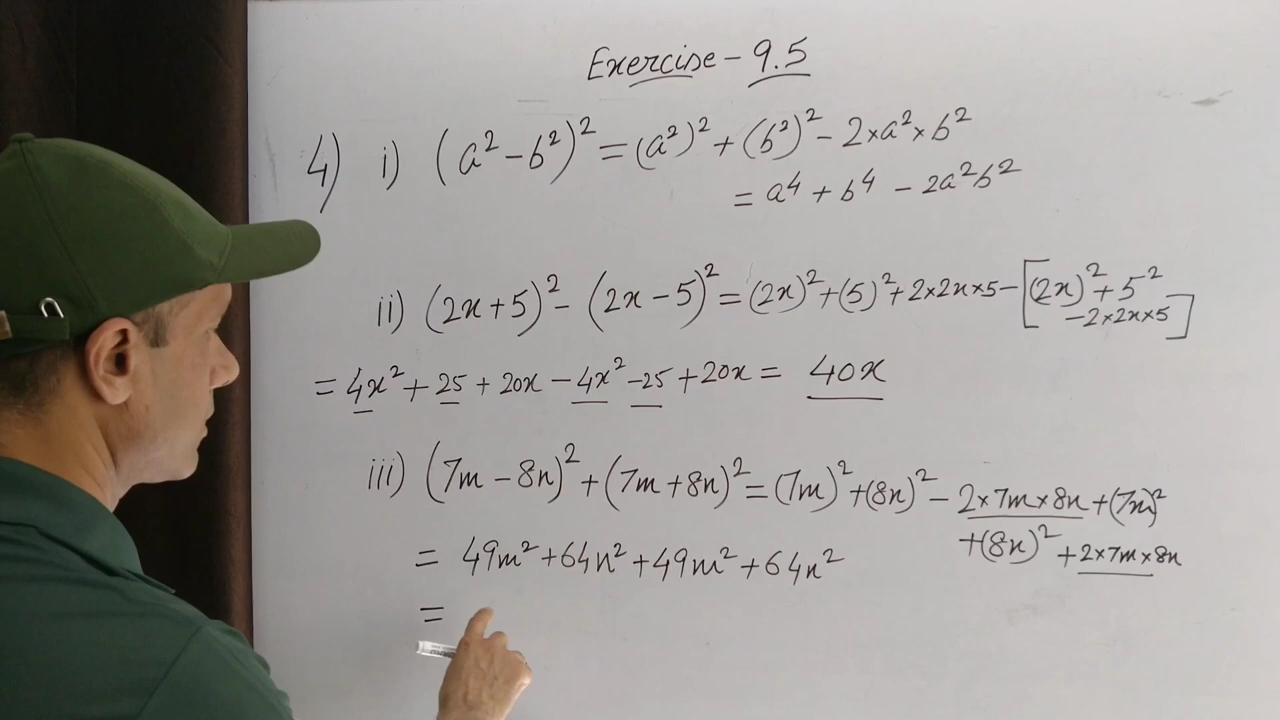 Exercise - 9.5
4) i) (a² - b²)² = (a²)² + (b²)² - 2×a²×b²
= a⁴ + b⁴ - 2a²b²
ii) (2x+5)² - (2x-5)² = (2x)² + (5)² + 2×2x×5 - [(2x)² + 5²
- 2×2x×5]
= 4x² + 25 + 20x - 4x² - 25 + 20x = 40x
iii) (7m - 8n)² + (7m + 8n)² = (7m)² + (8n)² - 2×7m×8n + (7m)²
+ (8n)² + 2×7m×8n
= 49m² + 64n² + 49m² + 64n²
=